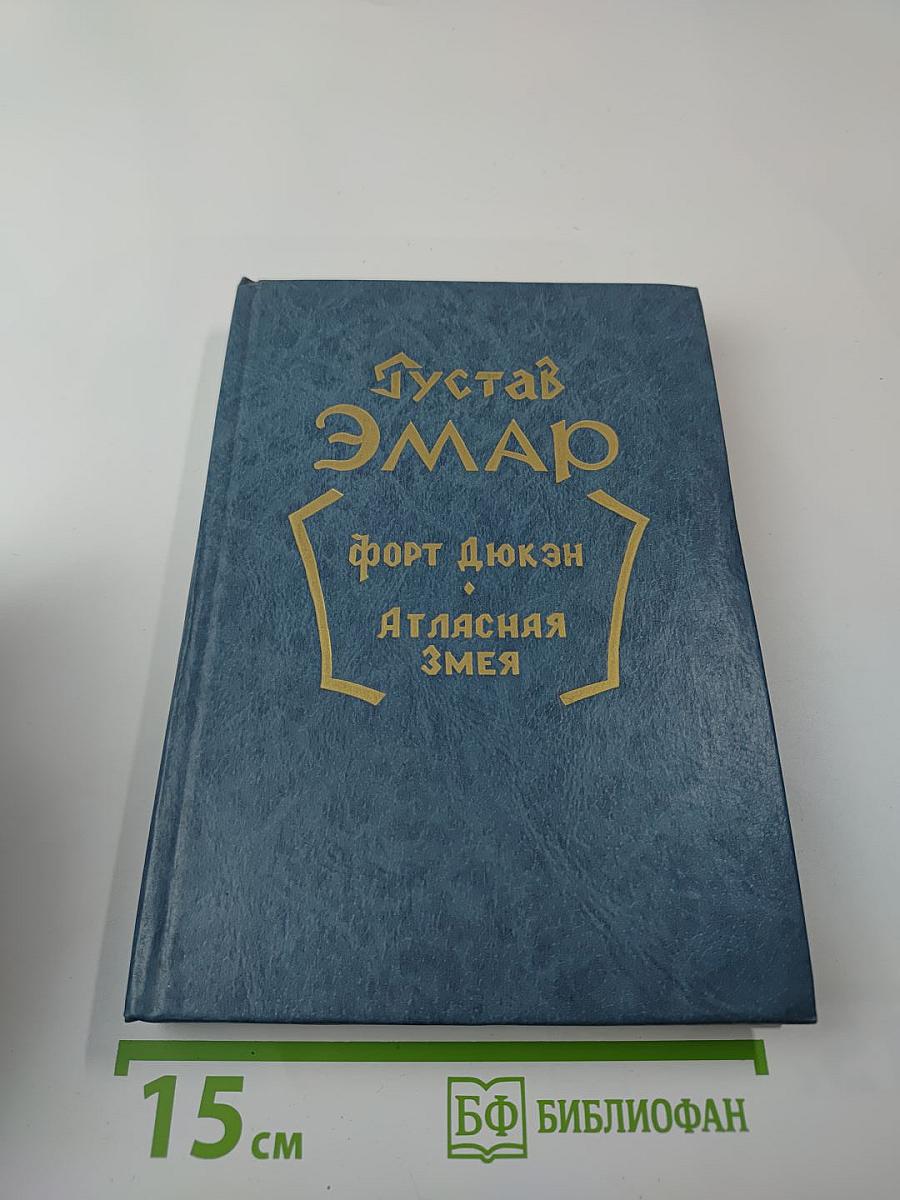 Густав
ЭМАР
Форт Дюкэн
Атласная
Змея
15 см
БФ БИБЛИОФАН